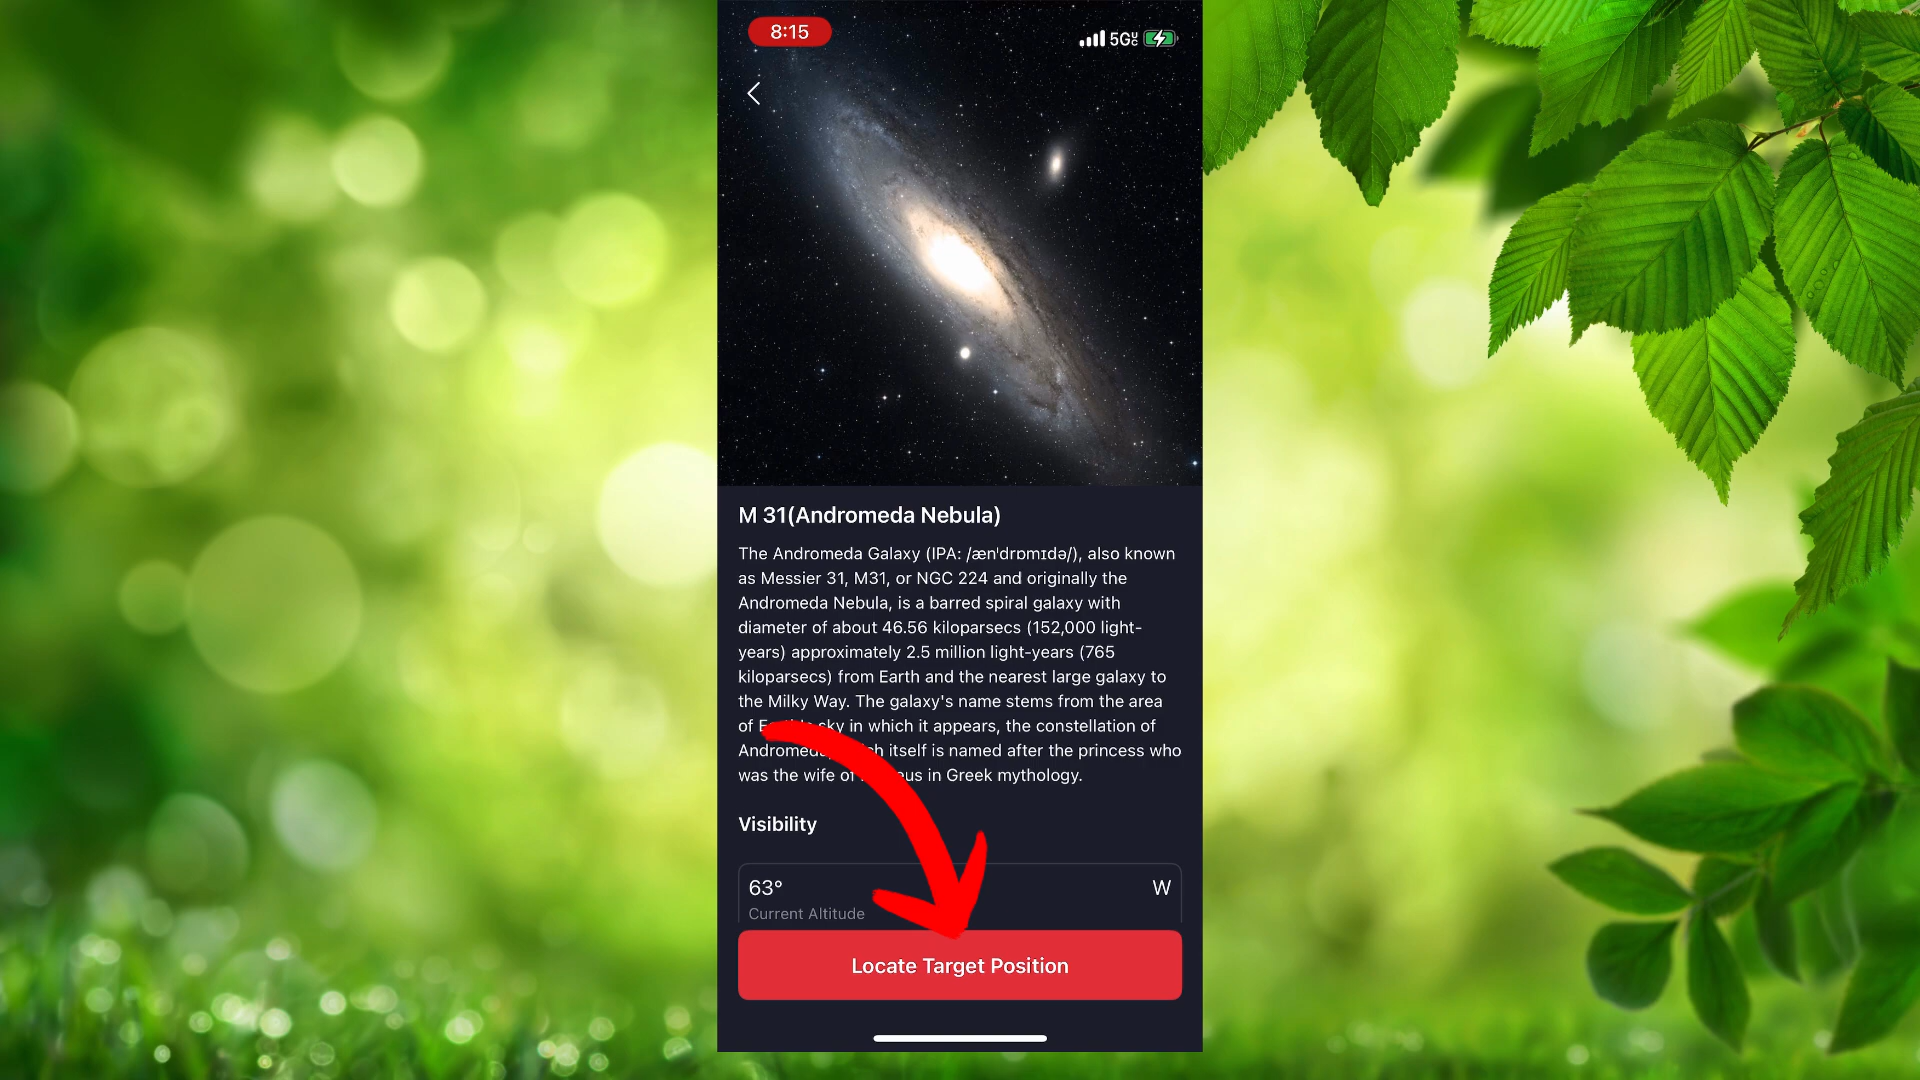 8:15
5G
M 31(Andromeda Nebula)
The Andromeda Galaxy (IPA: /æn'drɒmɪdə/), also known
as Messier 31, M31, or NGC 224 and originally the
Andromeda Nebula, is a barred spiral galaxy with
diameter of about 46.56 kiloparsecs (152,000 light-
years) approximately 2.5 million light-years (765
kiloparsecs) from Earth and the nearest large galaxy to
the Milky Way. The galaxy's name stems from the area
of sky in which it appears, the constellation of
itself is named after the princess who
was the wife of in Greek mythology.
Visibility
63°
W
Current Altitude
Locate Target Position